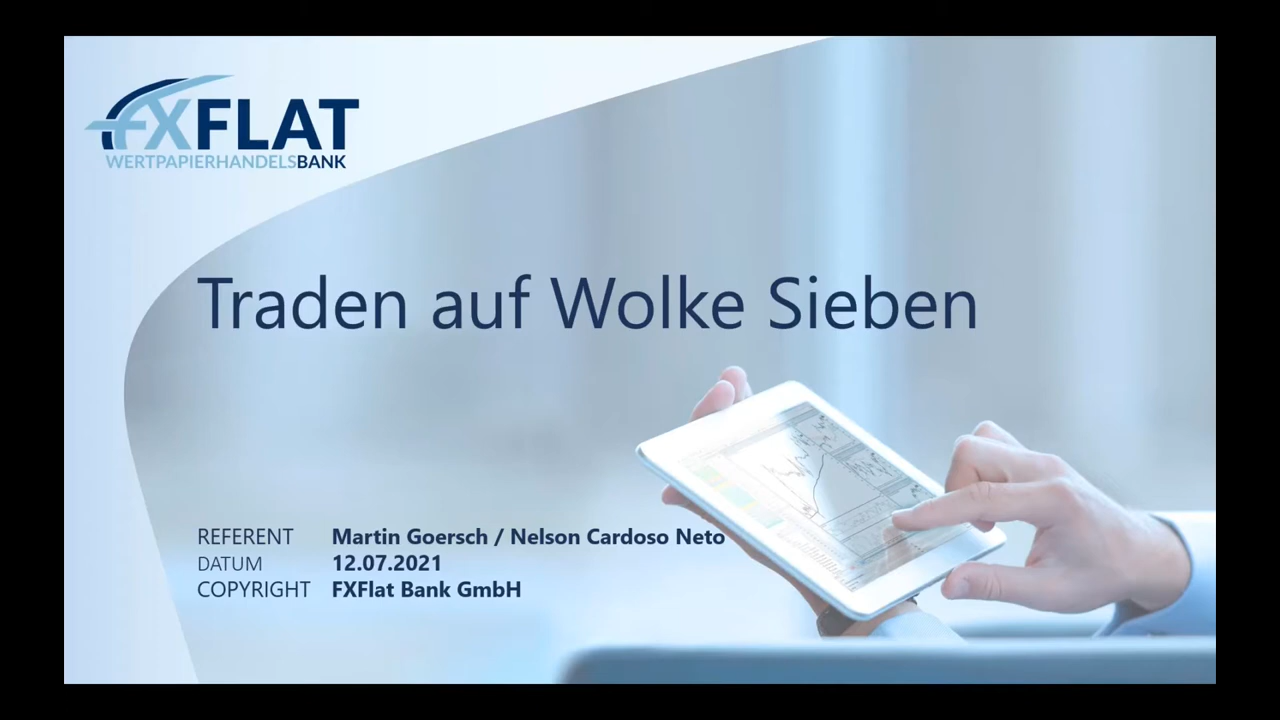 FXFLAT
WERTPAPIERHANDELSBANK
Traden auf Wolke Sieben
REFERENT Martin Goersch / Nelson Cardoso Neto
DATUM 12.07.2021
COPYRIGHT FXFlat Bank GmbH